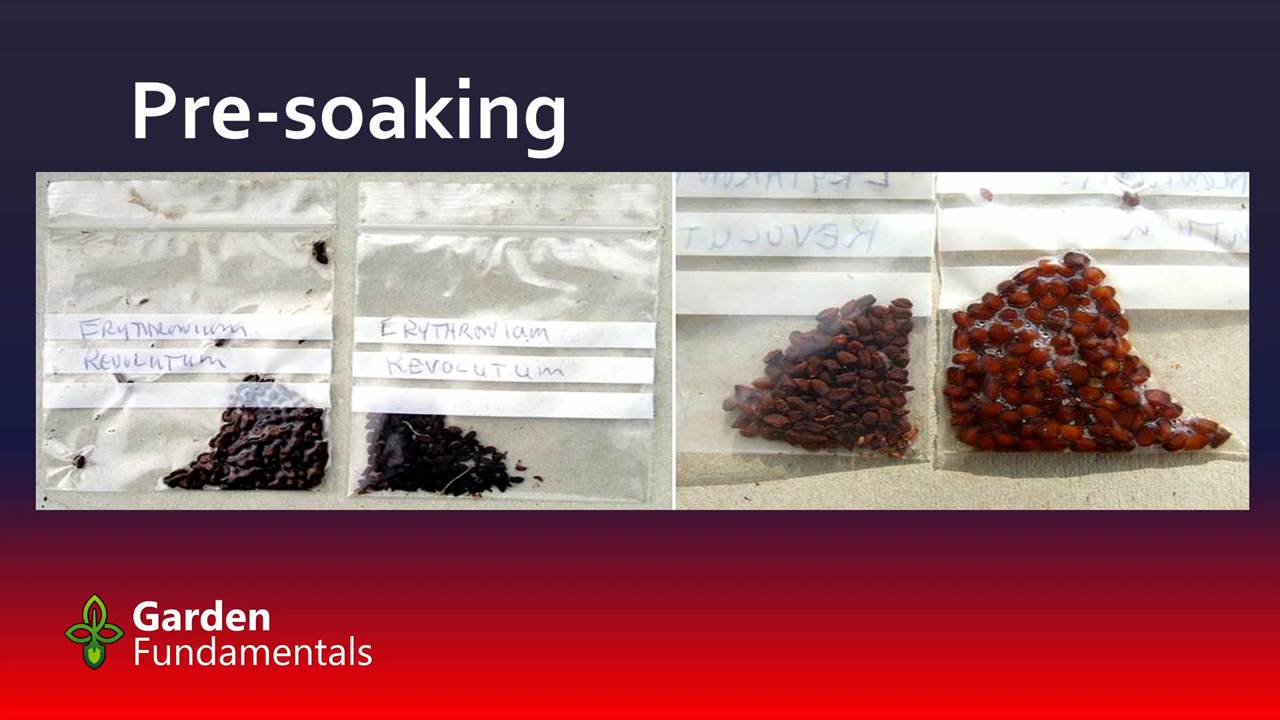 Pre-soaking
ERYTHRONIUM
REVOLUTUM
ERYTHRONIUM
REVOLUTUM
REVOLUT
Garden
Fundamentals